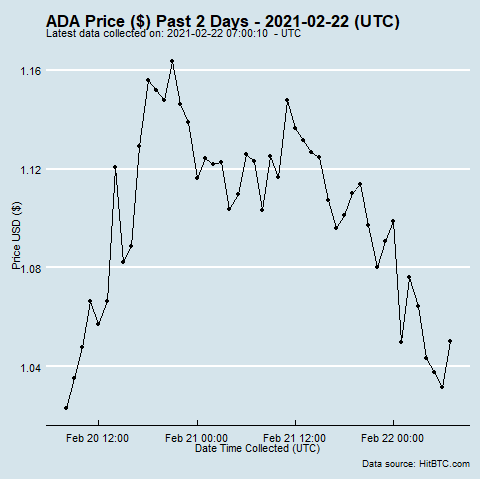 ADA Price ($) Past 2 Days - 2021-02-22 (UTC)
Latest data collected on: 2021-02-22 07:00:10 - UTC
1.16
1.12
1.08
1.04
Price USD ($)
Feb 20 12:00
Feb 21 00:00
Feb 21 12:00
Feb 22 00:00
Date Time Collected (UTC)
Data source: HitBTC.com